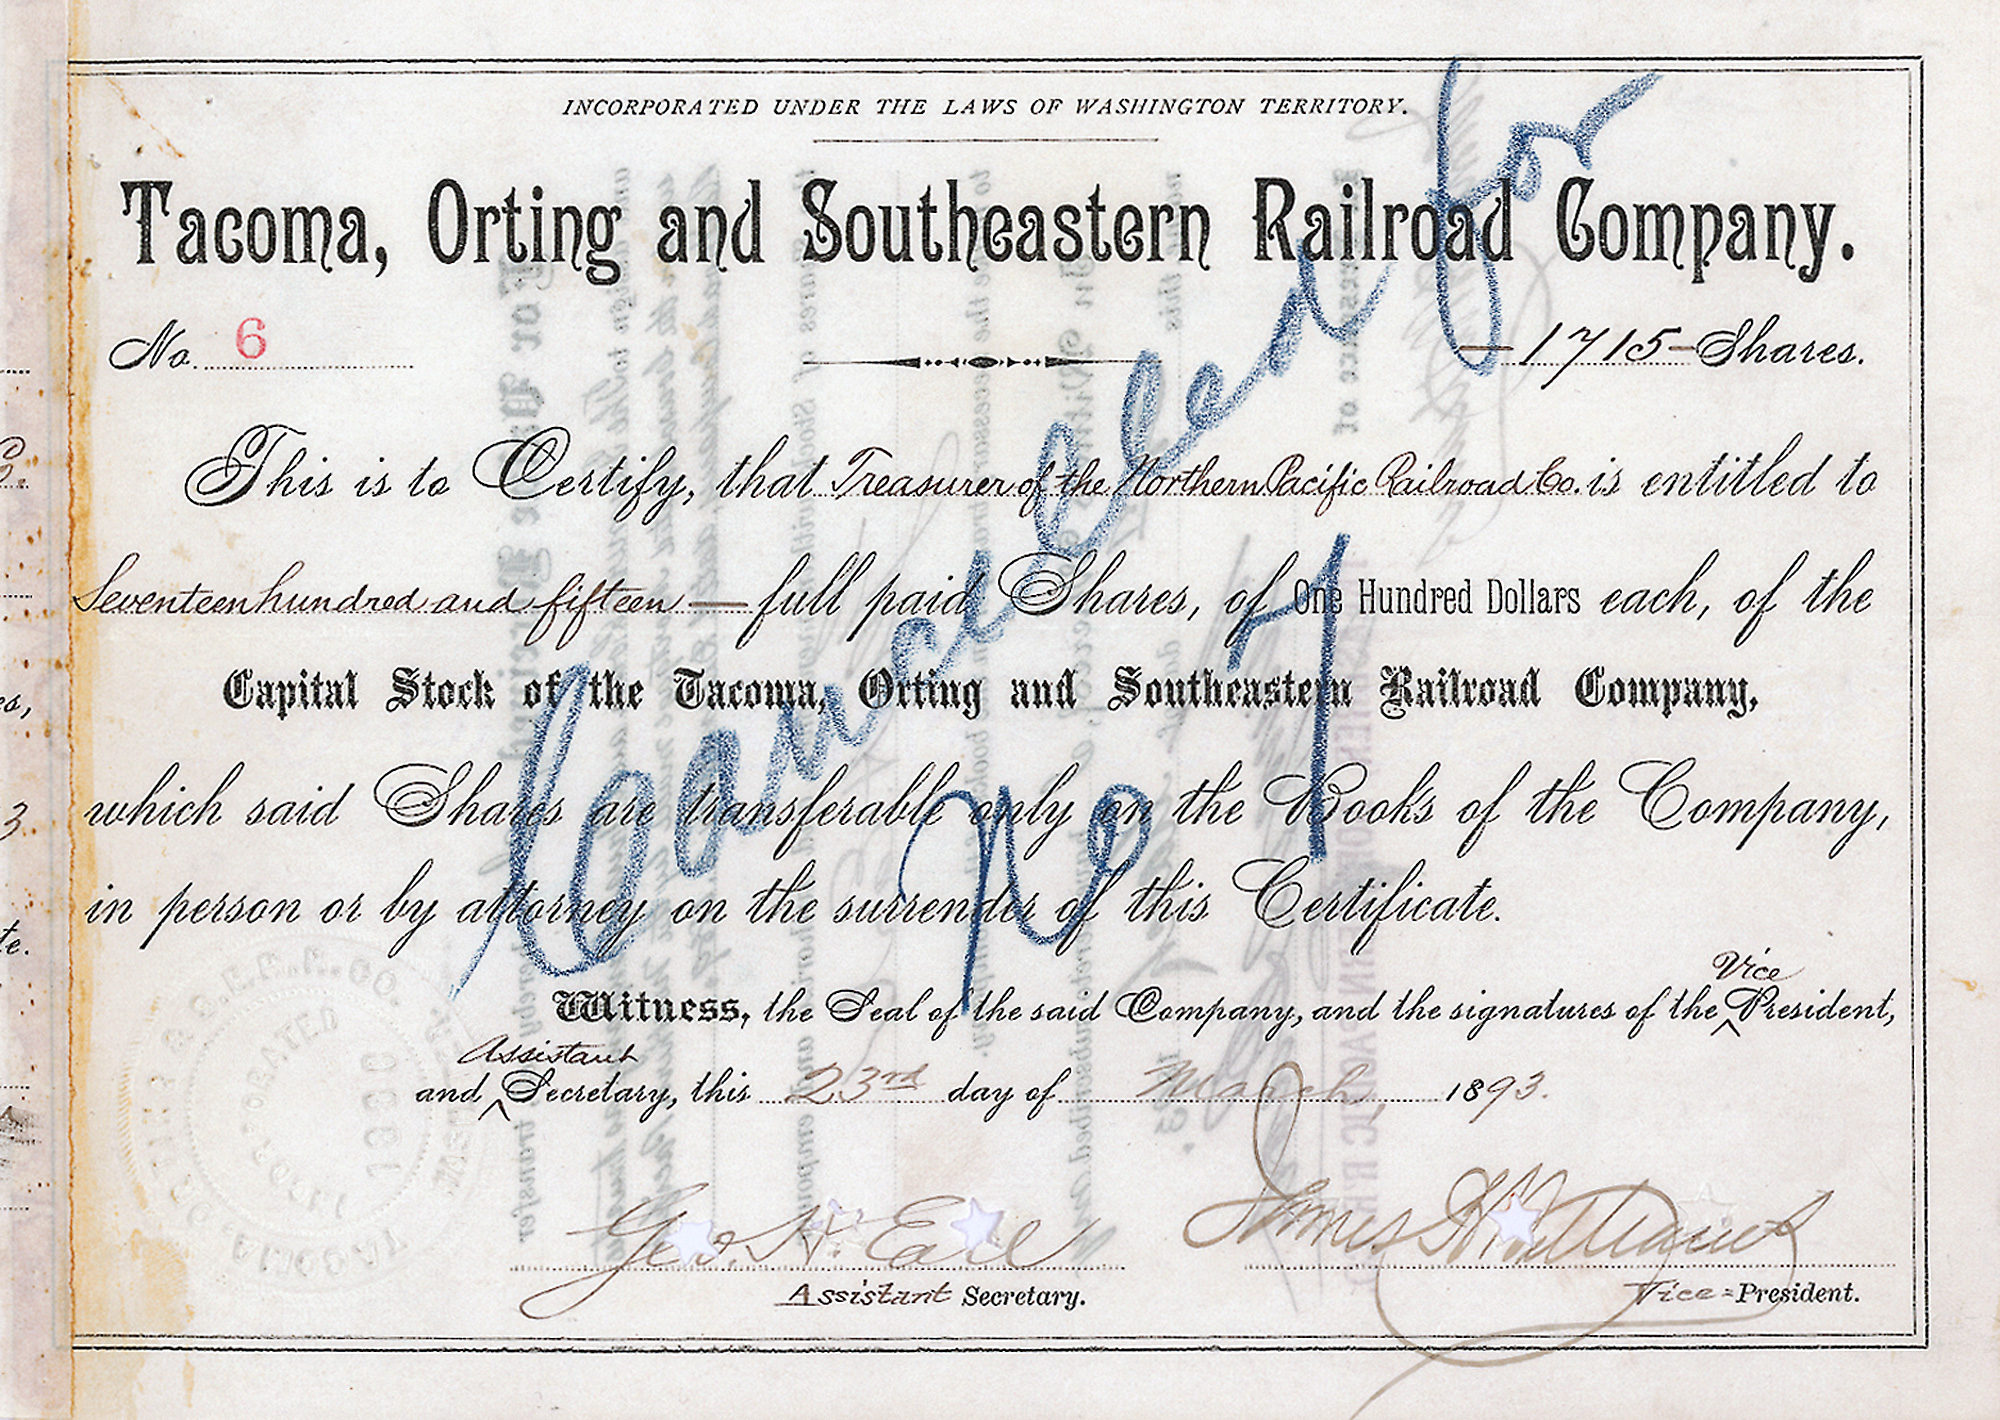 INCORPORATED UNDER THE LAWS OF WASHINGTON TERRITORY.
Tacoma, Orting and Southeastern Railroad Company.
No. 6 —1715— Shares.
This is to Certify, that Treasurer of the Northern Pacific Railroad Co. is entitled to
Seventeen hundred and fifteen — full paid Shares, of One Hundred Dollars each, of the
Capital Stock of the Tacoma, Orting and Southeastern Railroad Company,
which said Shares are transferable only on the Books of the Company,
in person or by attorney on the surrender of this Certificate.
Vice
Witness, the Seal of the said Company, and the signatures of the President,
Assistant
and Secretary, this 23rd day of March, 1893.
Geo. H. Earl
Assistant Secretary.
Vice-President.
Cancelled for
No 7